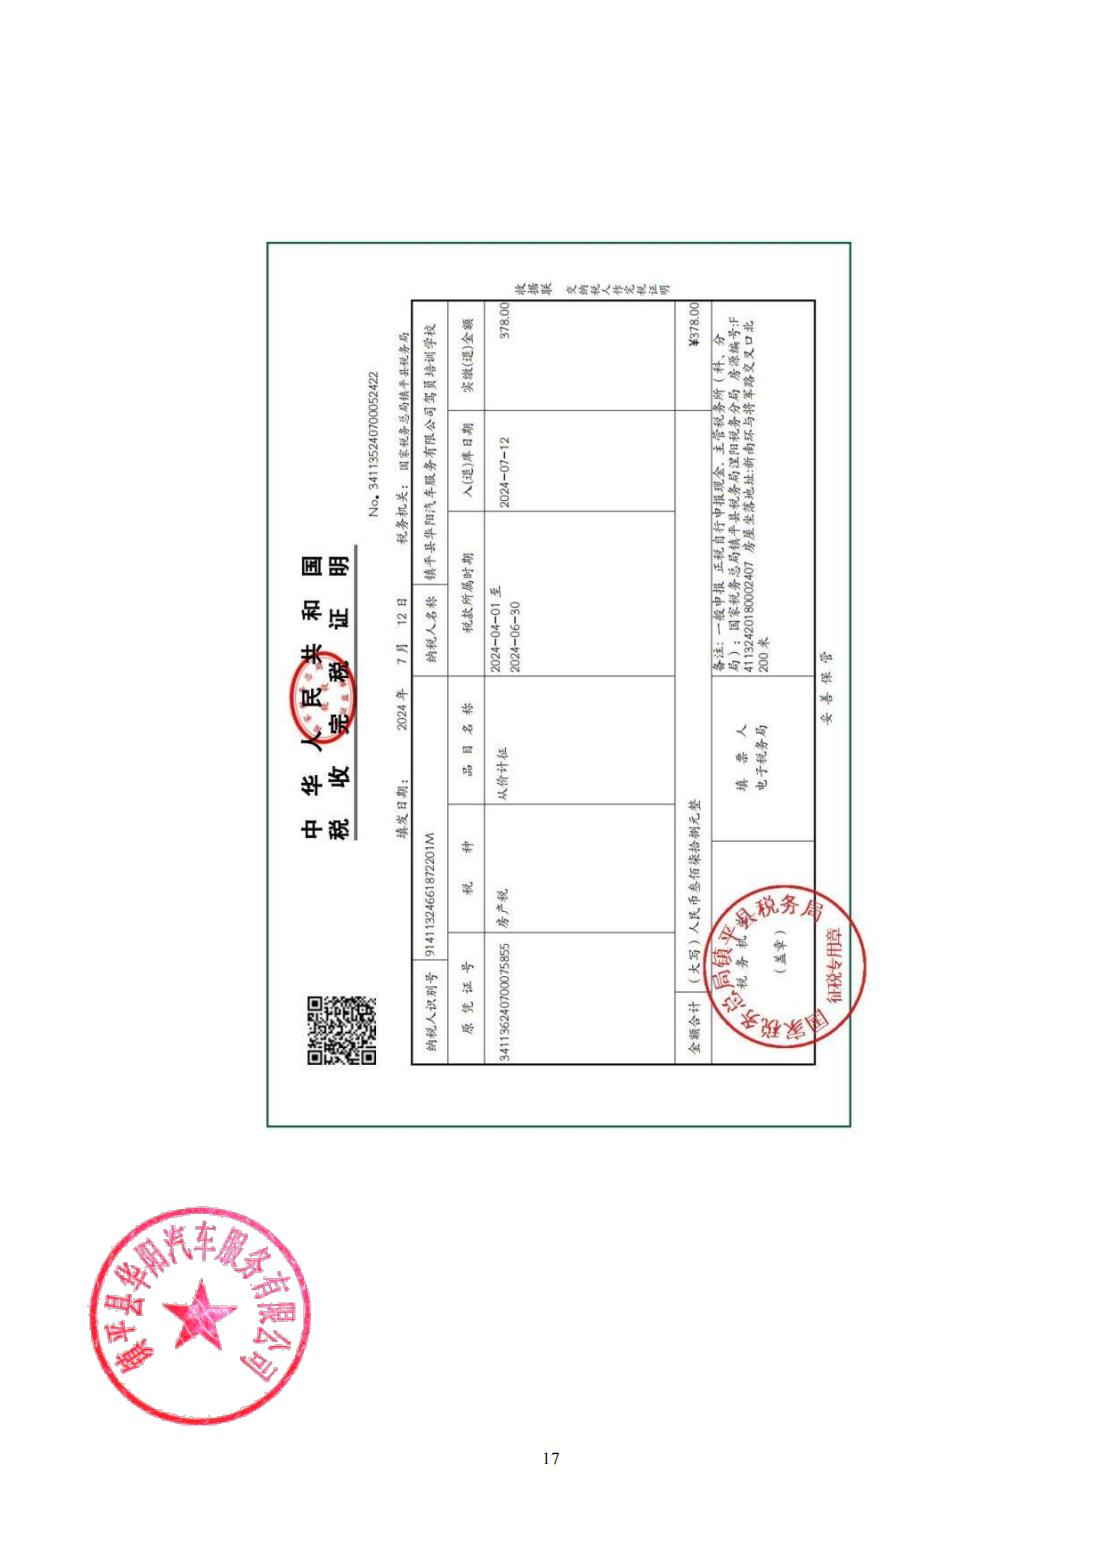 中 华 人 民 共 和 国
税 收 完 税 证 明
No. 341135240700052422
填发日期： 2024 年 7 月 12 日 税务机关： 国家税务总局镇平县税务局
纳税人识别号 91411324661872201M 纳税人名称 镇平县华阳汽车服务有限公司驾驶员培训学校
原 凭 证 号 税 种 品 目 名 称 税款所属时期 入(退)库日期 实缴(退)金额
341136240700075855 房产税 从价计征 2024-04-01 至 2024-07-12 378.00
2024-06-30
金额合计 （大写）人民币叁佰柒拾捌元整 ¥378.00
税 务 机
（盖章）
填 票 人
电子税务局
备注：一般申报 正税自行申报现金，主管税务所（科、分
局）：国家税务总局镇平县税务局涅阳税务分局 房源编号:F
41132420180002407 房屋坐落地址:新南环与将军路交叉口北
200 米
妥 善 保 管
收据联 交纳税人作完税证明
国家税务总局镇平县税务局
征税专用章
镇平县华阳汽车服务有限公司
17